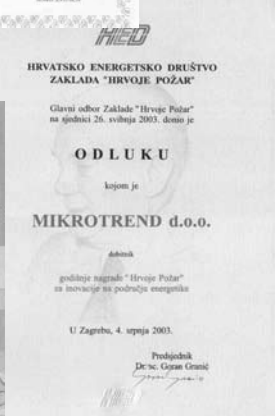 HED
HRVATSKO ENERGETSKO DRUŠTVO
ZAKLADA "HRVOJE POŽAR"
Glavni odbor Zaklade "Hrvoje Požar"
na sjednici 26. svibnja 2003. donio je
ODLUKU
kojom je
MIKROTREND d.o.o.
dobitnik
godišnje nagrade "Hrvoje Požar"
za inovacije na području energetike
U Zagrebu, 4. srpnja 2003.
Predsjednik
Dr. sc. Goran Granić